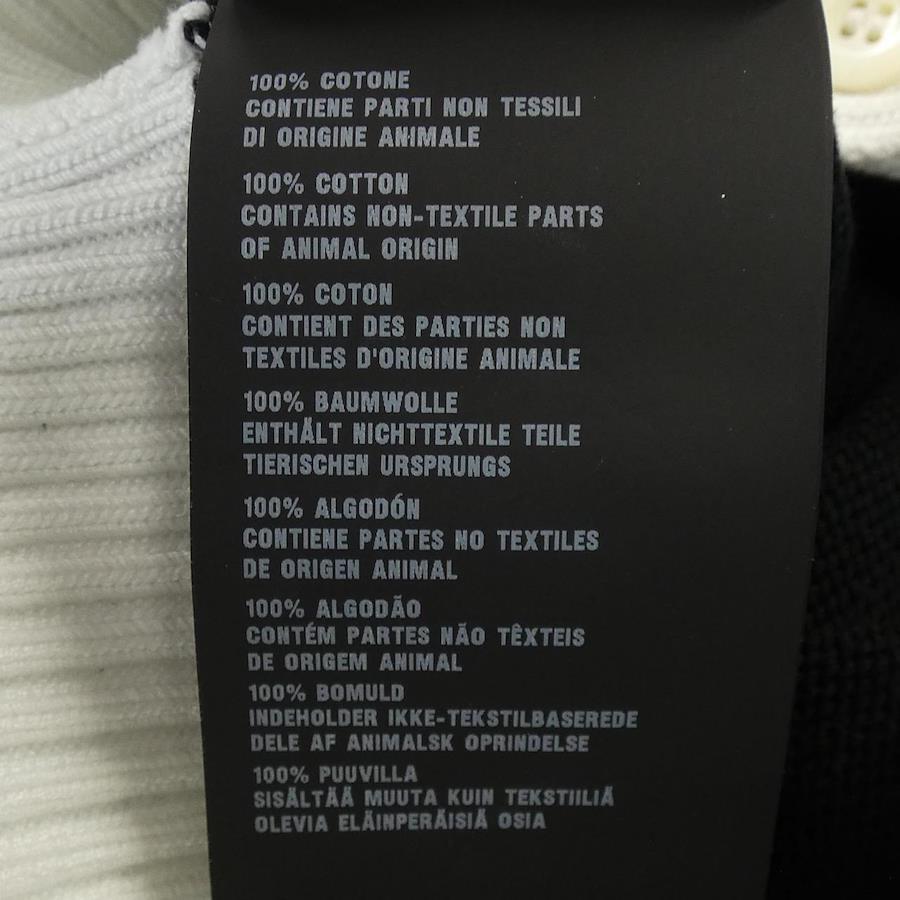 100% COTONE
CONTIENE PARTI NON TESSILI
DI ORIGINE ANIMALE
100% COTTON
CONTAINS NON-TEXTILE PARTS
OF ANIMAL ORIGIN
100% COTON
CONTIENT DES PARTIES NON
TEXTILES D'ORIGINE ANIMALE
100% BAUMWOLLE
ENTHÄLT NICHTTEXTILE TEILE
TIERISCHEN URSPRUNGS
100% ALGODÓN
CONTIENE PARTES NO TEXTILES
DE ORIGEN ANIMAL
100% ALGODÃO
CONTÉM PARTES NÃO TÊXTEIS
DE ORIGEM ANIMAL
100% BOMULD
INDEHOLDER IKKE-TEKSTILBASEREDE
DELE AF ANIMALSK OPRINDELSE
100% PUUVILLA
SISÄLTÄÄ MUUTA KUIN TEKSTIILIÄ
OLEVIA ELÄINPERÄISIÄ OSIA